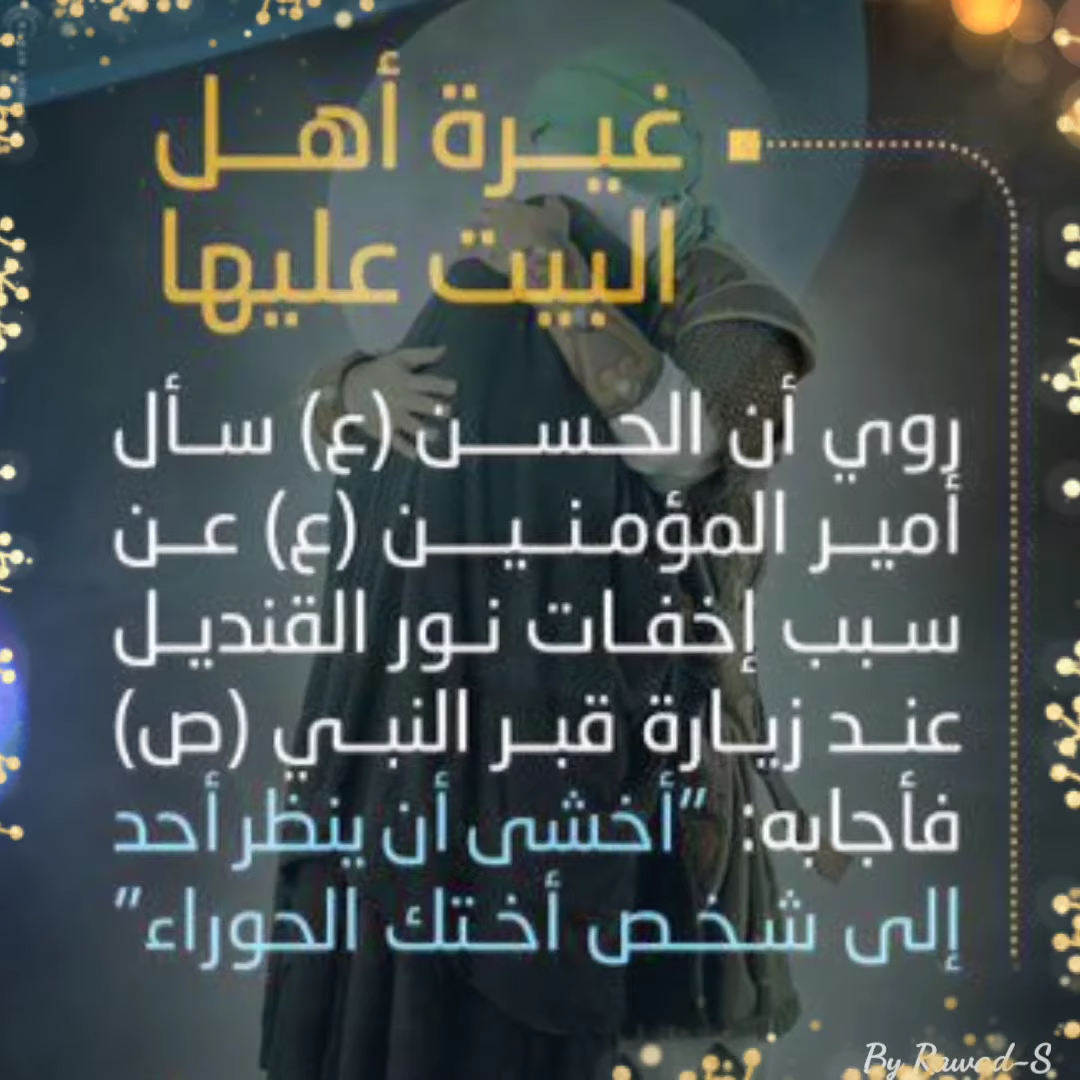 غيرة أهل
البيت عليها
روي أن الحسن (ع) سأل
أمير المؤمنين (ع) عن
سبب إخفات نور القنديل
عند زيارة قبر النبي (ص)
فأجابه: "أخشى أن ينظر أحد
إلى شخص أختك الحوراء"
By Rawed-S